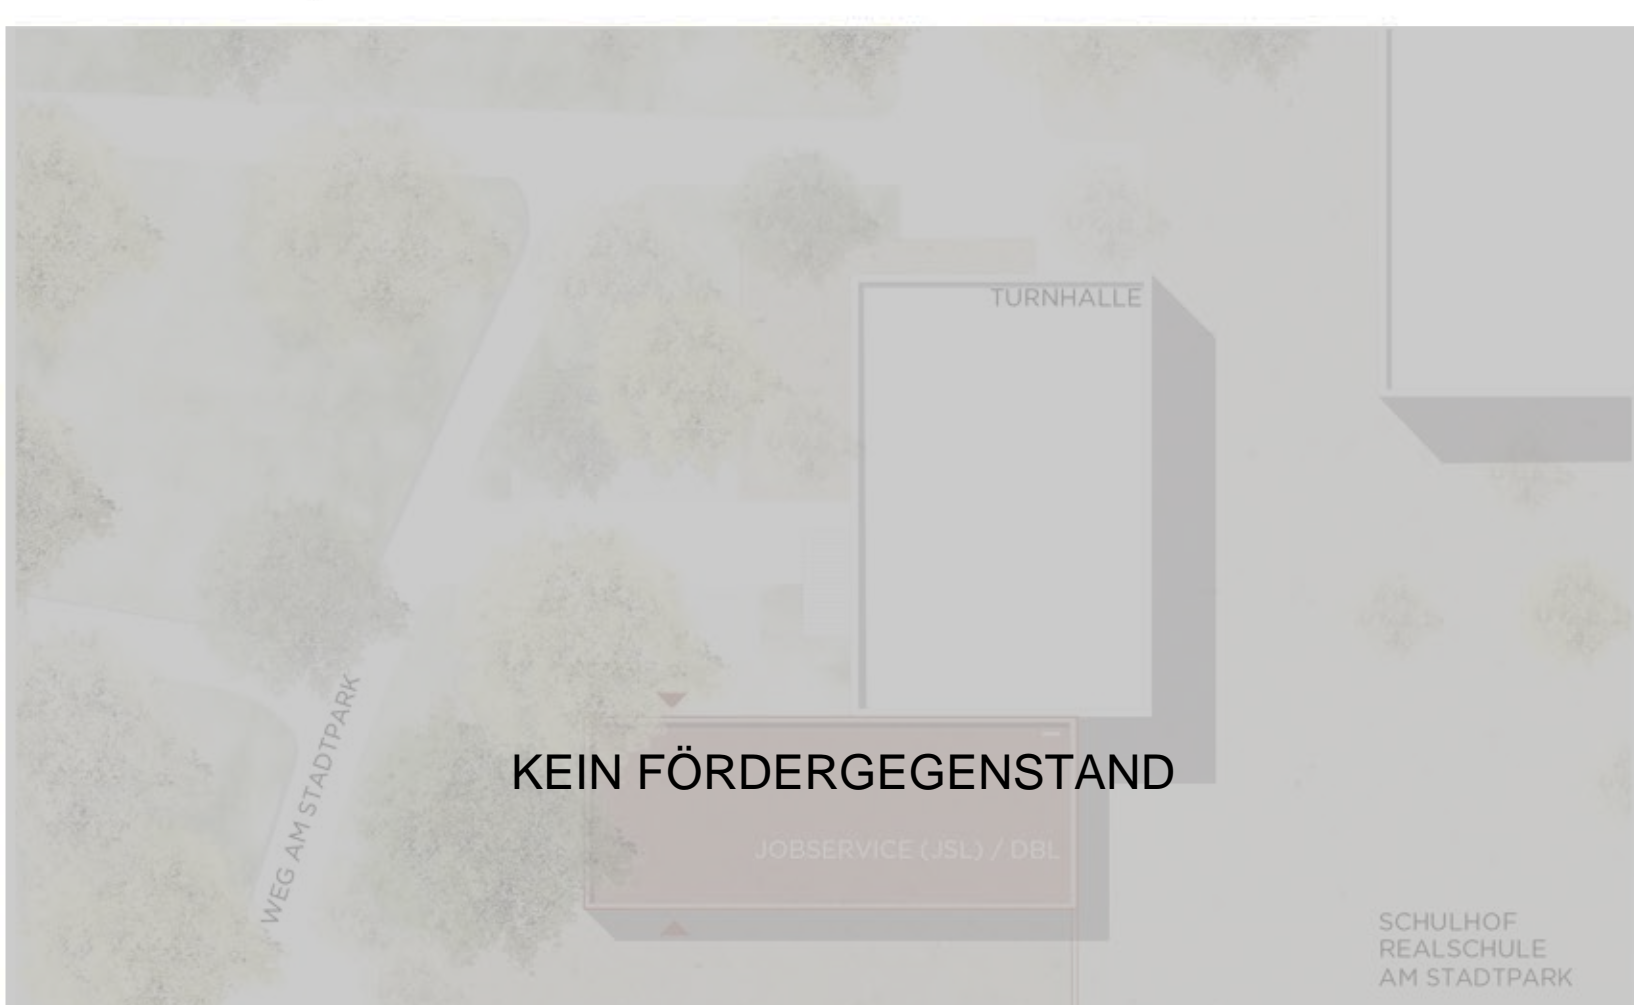 TURNHALLE
WEG AM STADTPARK
KEIN FÖRDERGEGENSTAND
JOBSERVICE (JSL) / DBL
SCHULHOF
REALSCHULE
AM STADTPARK